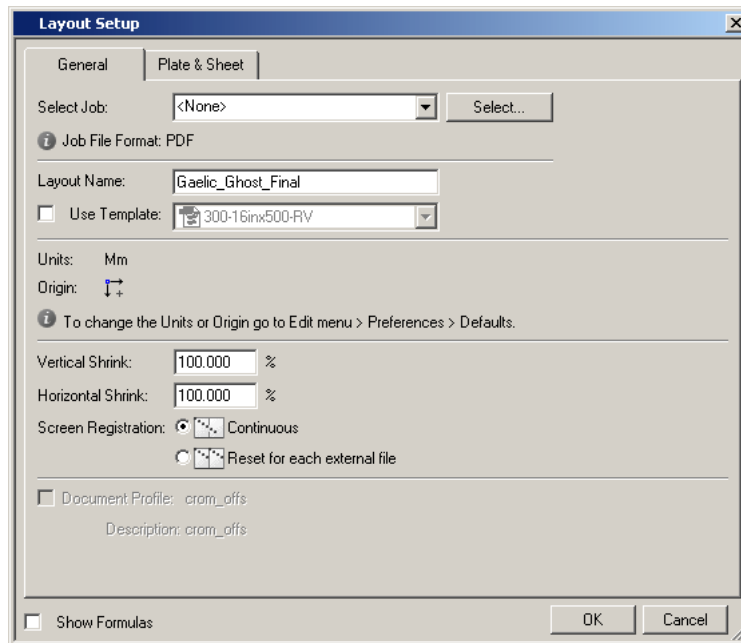 Layout Setup
General Plate & Sheet
Select Job: <None> Select...
Job File Format: PDF
Layout Name: Gaelic_Ghost_Final
Use Template: 300-16inx500-RV
Units: Mm
Origin:
To change the Units or Origin go to Edit menu > Preferences > Defaults.
Vertical Shrink: 100.000 %
Horizontal Shrink: 100.000 %
Screen Registration: Continuous
Reset for each external file
Document Profile: crom_offs
Description: crom_offs
Show Formulas OK Cancel